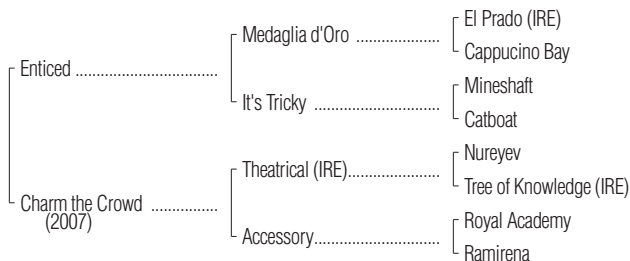 El Prado (IRE)
Medaglia d'Oro ....................
Cappucino Bay
Enticed ..................................
Mineshaft
It's Tricky ..............................
Catboat
Nureyev
Theatrical (IRE)......................
Tree of Knowledge (IRE)
Charm the Crowd ................
(2007)
Royal Academy
Accessory..............................
Ramirena